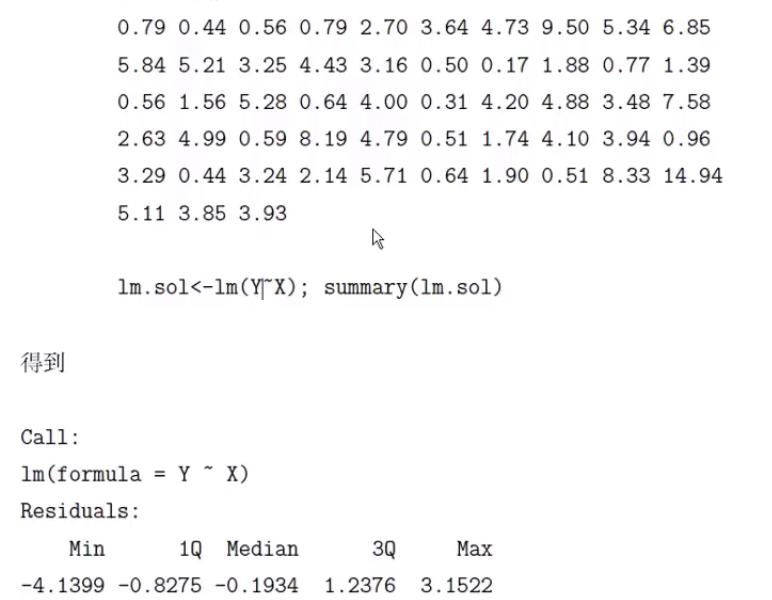 0.79 0.44 0.56 0.79 2.70 3.64 4.73 9.50 5.34 6.85
5.84 5.21 3.25 4.43 3.16 0.50 0.17 1.88 0.77 1.39
0.56 1.56 5.28 0.64 4.00 0.31 4.20 4.88 3.48 7.58
2.63 4.99 0.59 8.19 4.79 0.51 1.74 4.10 3.94 0.96
3.29 0.44 3.24 2.14 5.71 0.64 1.90 0.51 8.33 14.94
5.11 3.85 3.93
lm.sol<-lm(Y~X); summary(lm.sol)
得到
Call:
lm(formula = Y ~ X)
Residuals:
Min 1Q Median 3Q Max
-4.1399 -0.8275 -0.1934 1.2376 3.1522